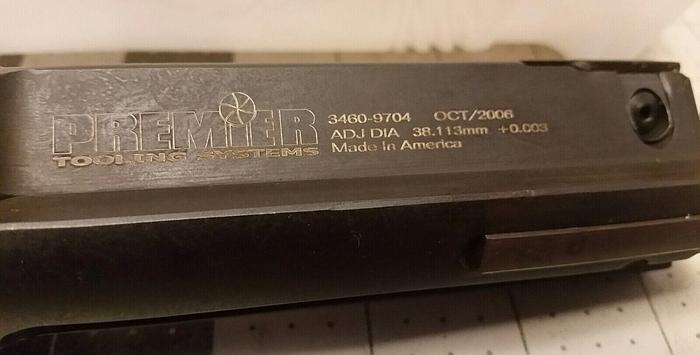 PREMIER
TOOLING SYSTEMS
3460-9704 OCT/2006
ADJ DIA 38.113mm +0.003
Made In America